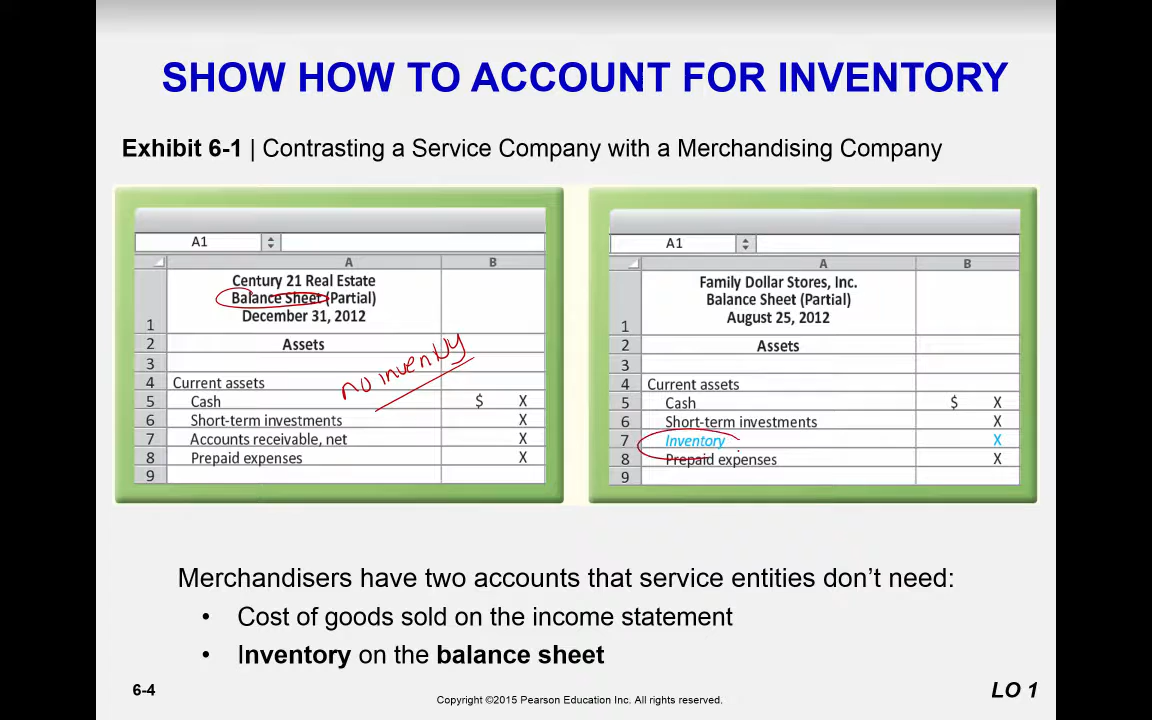 SHOW HOW TO ACCOUNT FOR INVENTORY
Exhibit 6-1 | Contrasting a Service Company with a Merchandising Company
A1
A B
Century 21 Real Estate
Balance Sheet (Partial)
December 31, 2012
1
2 Assets
3
no inventory
4 Current assets
5 Cash $ X
6 Short-term investments X
7 Accounts receivable, net X
8 Prepaid expenses X
9
A1
A B
Family Dollar Stores, Inc.
Balance Sheet (Partial)
August 25, 2012
1
2 Assets
3
4 Current assets
5 Cash $ X
6 Short-term investments X
7 Inventory X
8 Prepaid expenses X
9
Merchandisers have two accounts that service entities don’t need:
• Cost of goods sold on the income statement
• Inventory on the balance sheet
6-4
Copyright ©2015 Pearson Education Inc. All rights reserved.
LO 1